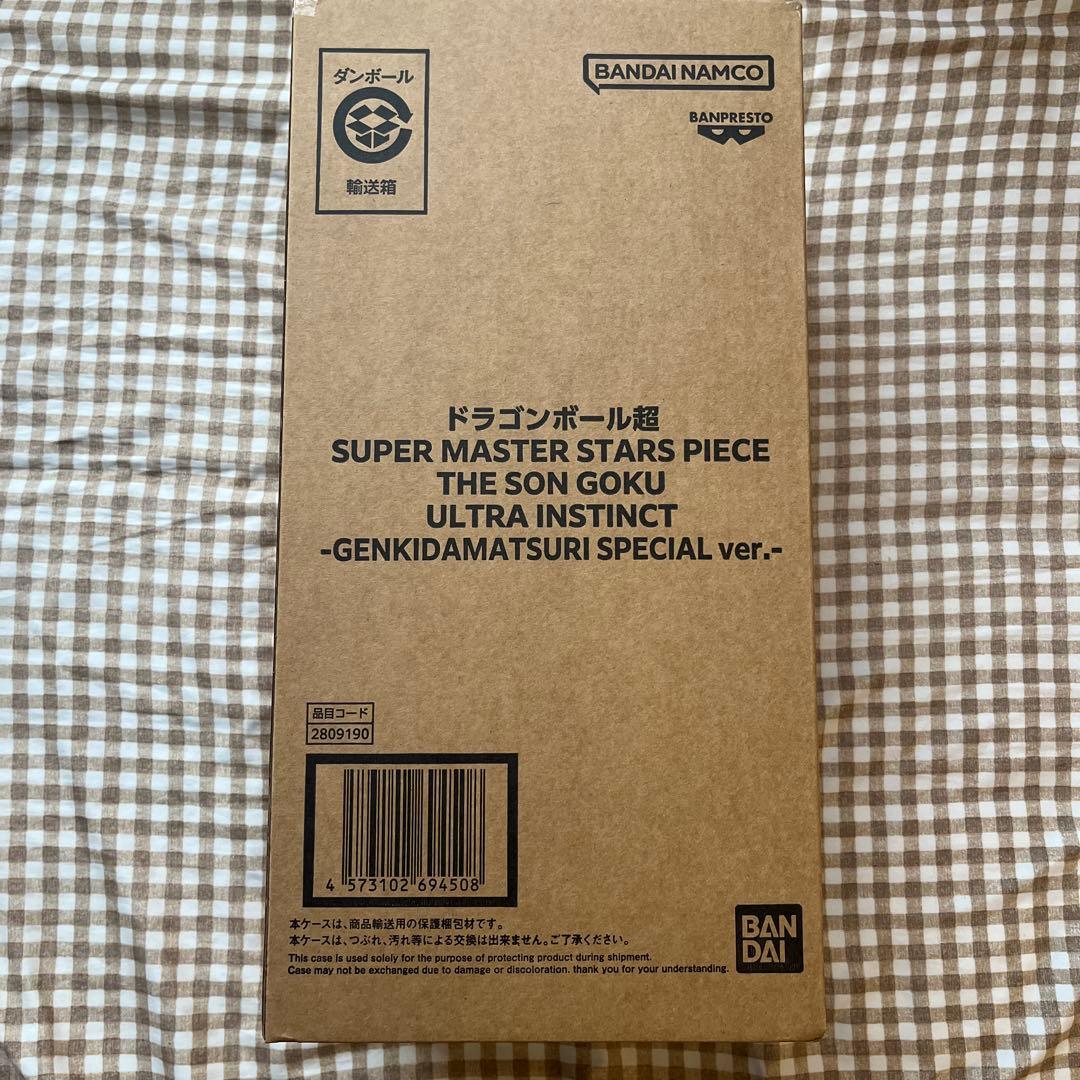 ダンボール
輸送箱
BANDAI NAMCO
BANPRESTO
ドラゴンボール超
SUPER MASTER STARS PIECE
THE SON GOKU
ULTRA INSTINCT
-GENKIDAMATSURI SPECIAL ver.-
品目コード
2809190
4 573102 694508
本ケースは、商品輸送用の保護梱包材です。
本ケースは、つぶれ、汚れ等による交換は出来ません。ご了承ください。
This case is used solely for the purpose of protecting product during shipment.
Case may not be exchanged due to damage or discoloration. thank you for your understanding.
BAN
DAI